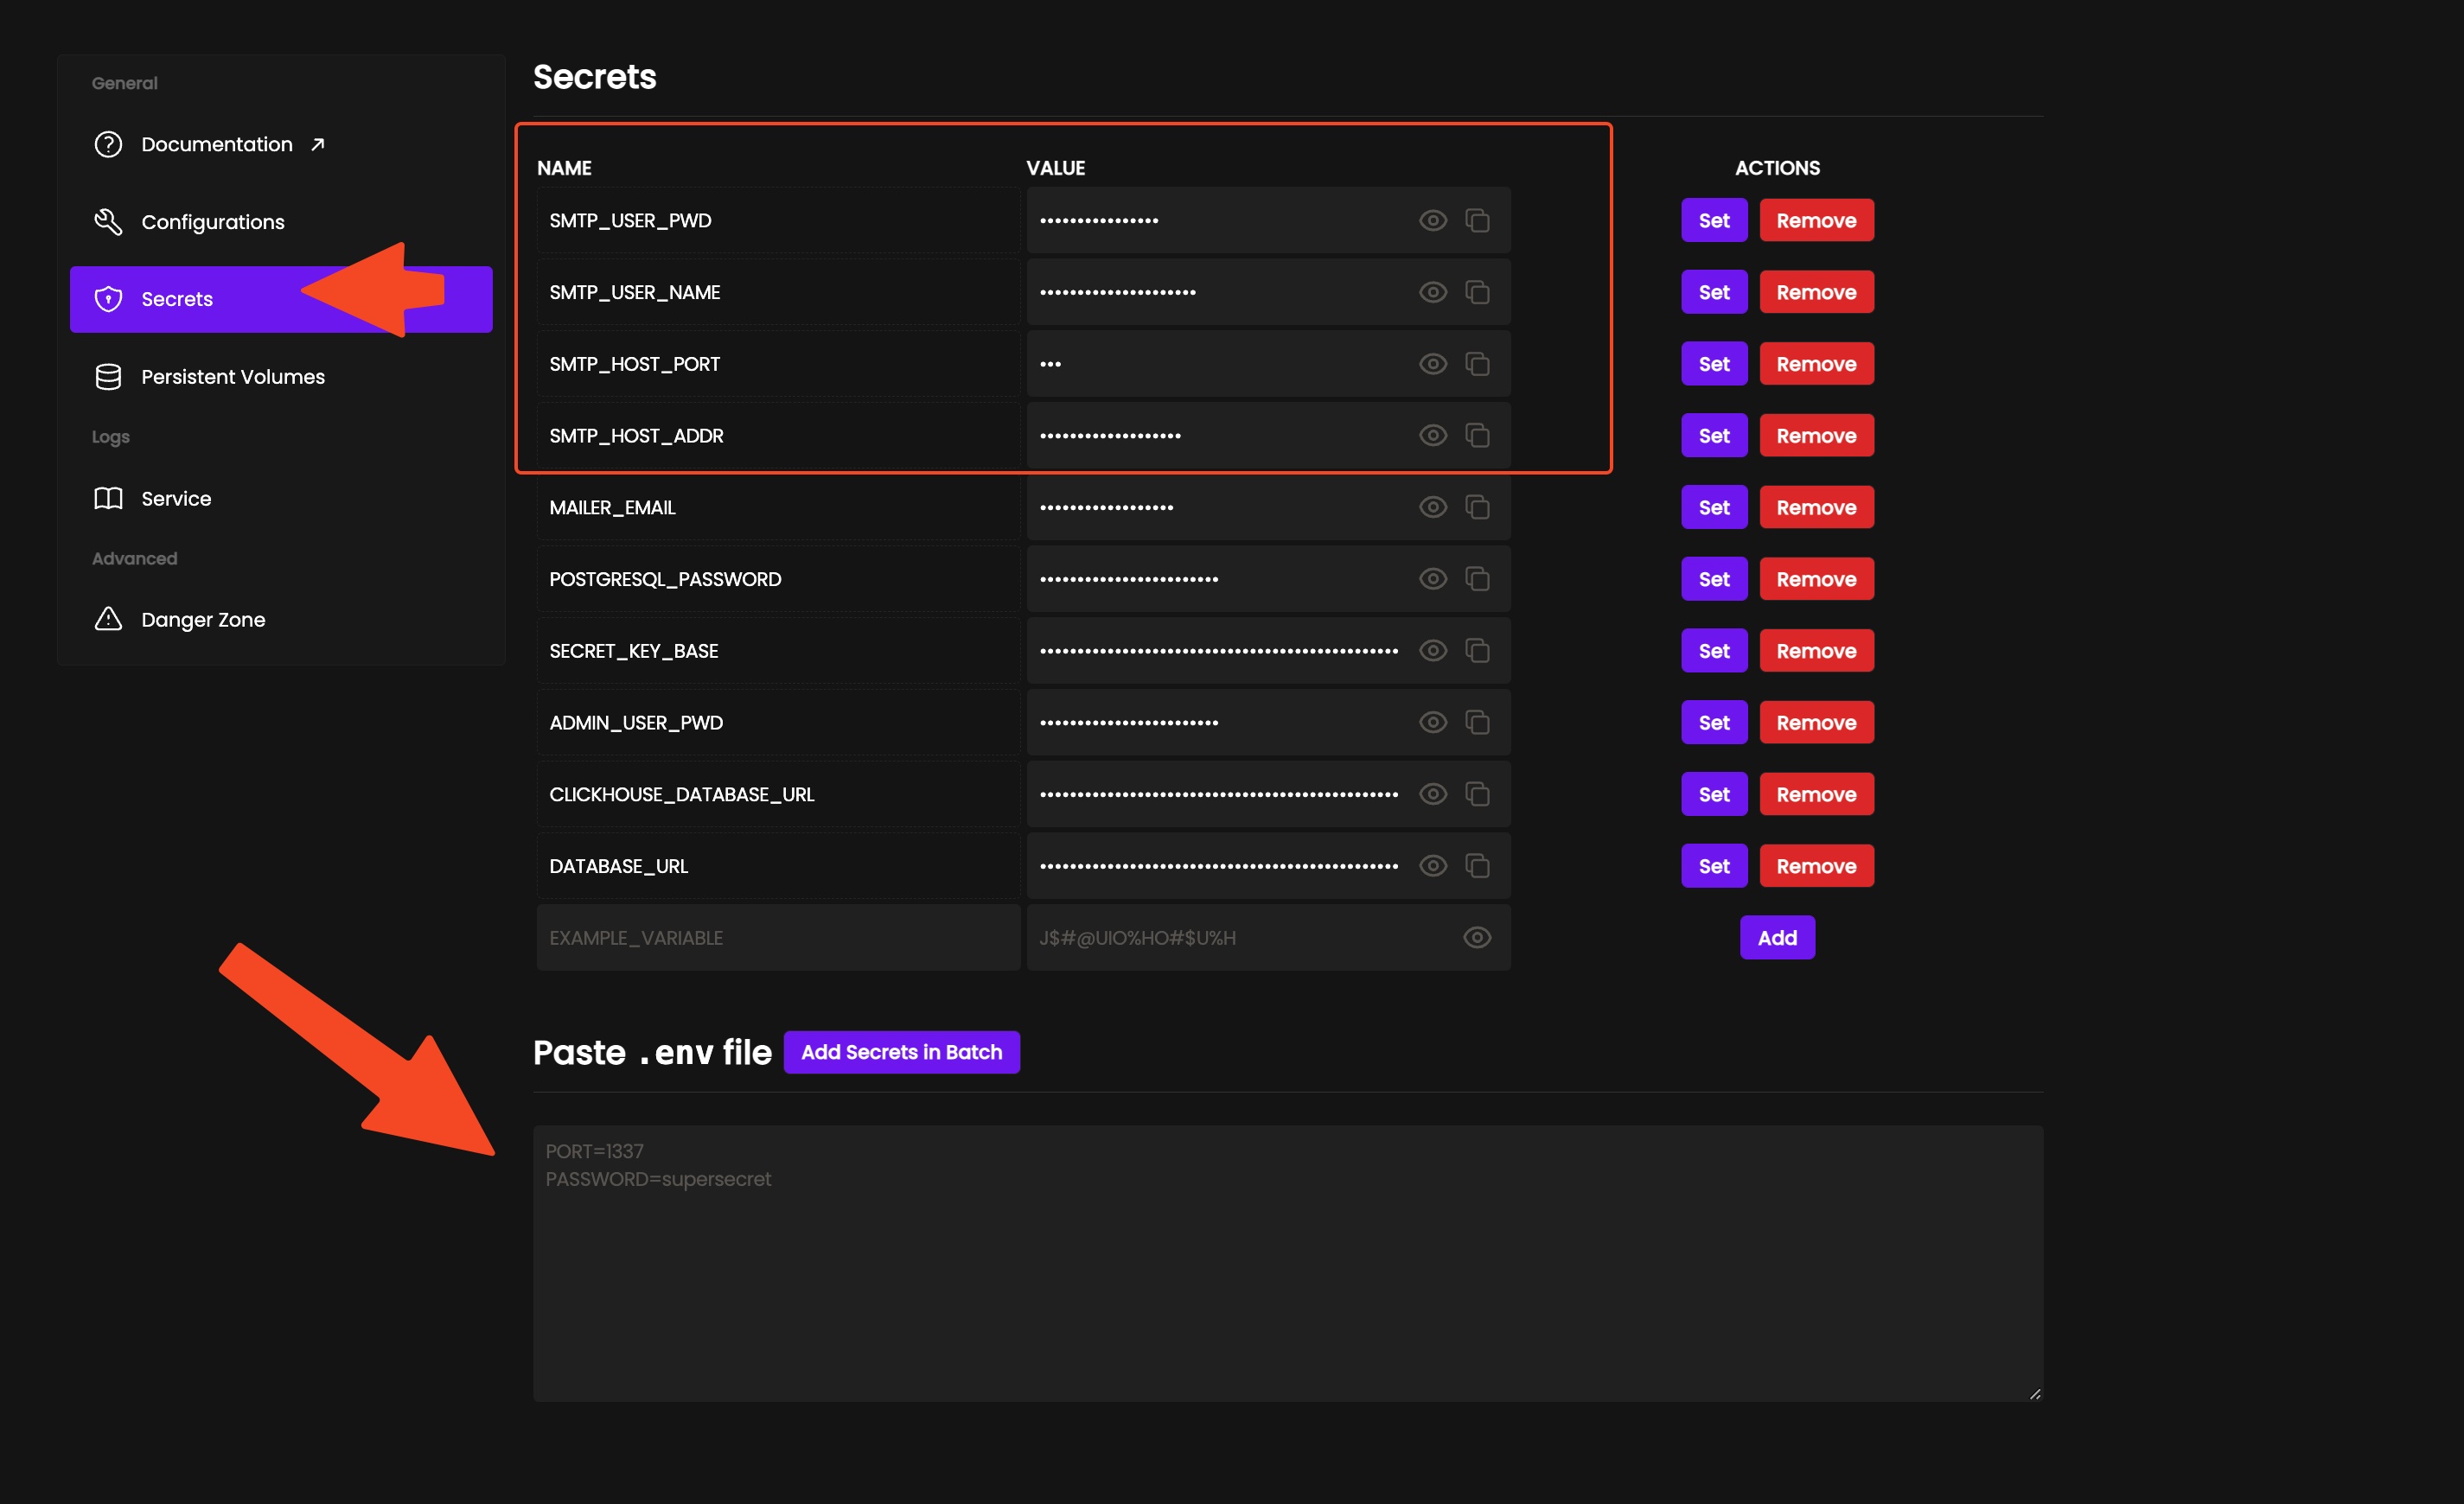 General
Documentation
Configurations
Secrets
Persistent Volumes
Logs
Service
Advanced
Danger Zone
Secrets
NAME VALUE ACTIONS
SMTP_USER_PWD •••••••••••••••• Set Remove
SMTP_USER_NAME ••••••••••••••••••••• Set Remove
SMTP_HOST_PORT ••• Set Remove
SMTP_HOST_ADDR ••••••••••••••••••• Set Remove
MAILER_EMAIL •••••••••••••••••• Set Remove
POSTGRESQL_PASSWORD •••••••••••••••••••••••• Set Remove
SECRET_KEY_BASE •••••••••••••••••••••••••••••••••••••••••••••••• Set Remove
ADMIN_USER_PWD •••••••••••••••••••••••• Set Remove
CLICKHOUSE_DATABASE_URL •••••••••••••••••••••••••••••••••••••••••••••••• Set Remove
DATABASE_URL •••••••••••••••••••••••••••••••••••••••••••••••• Set Remove
EXAMPLE_VARIABLE J$#@UIO%HO#$U%H Add
Paste .env file Add Secrets in Batch
PORT=1337
PASSWORD=supersecret